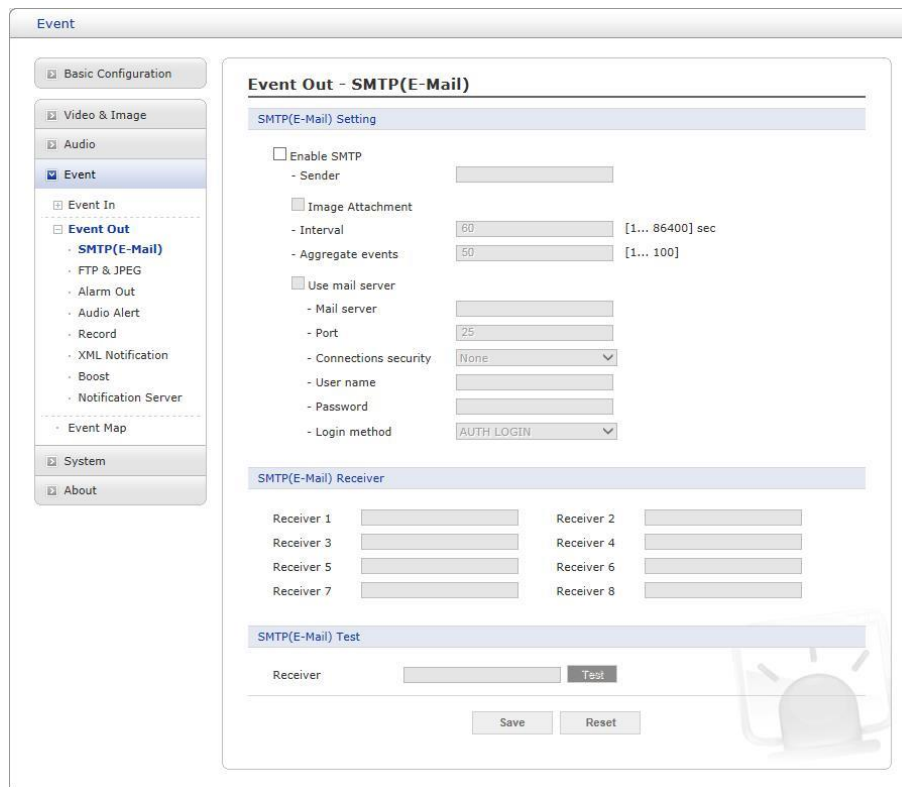 Event
Basic Configuration
Video & Image
Audio
Event
Event In
Event Out
SMTP(E-Mail)
FTP & JPEG
Alarm Out
Audio Alert
Record
XML Notification
Boost
Notification Server
Event Map
System
About
Event Out - SMTP(E-Mail)
SMTP(E-Mail) Setting
Enable SMTP
- Sender
Image Attachment
- Interval 60 [1... 86400] sec
- Aggregate events 50 [1... 100]
Use mail server
- Mail server
- Port 25
- Connections security None
- User name
- Password
- Login method AUTH LOGIN
SMTP(E-Mail) Receiver
Receiver 1 Receiver 2
Receiver 3 Receiver 4
Receiver 5 Receiver 6
Receiver 7 Receiver 8
SMTP(E-Mail) Test
Receiver Test
Save Reset